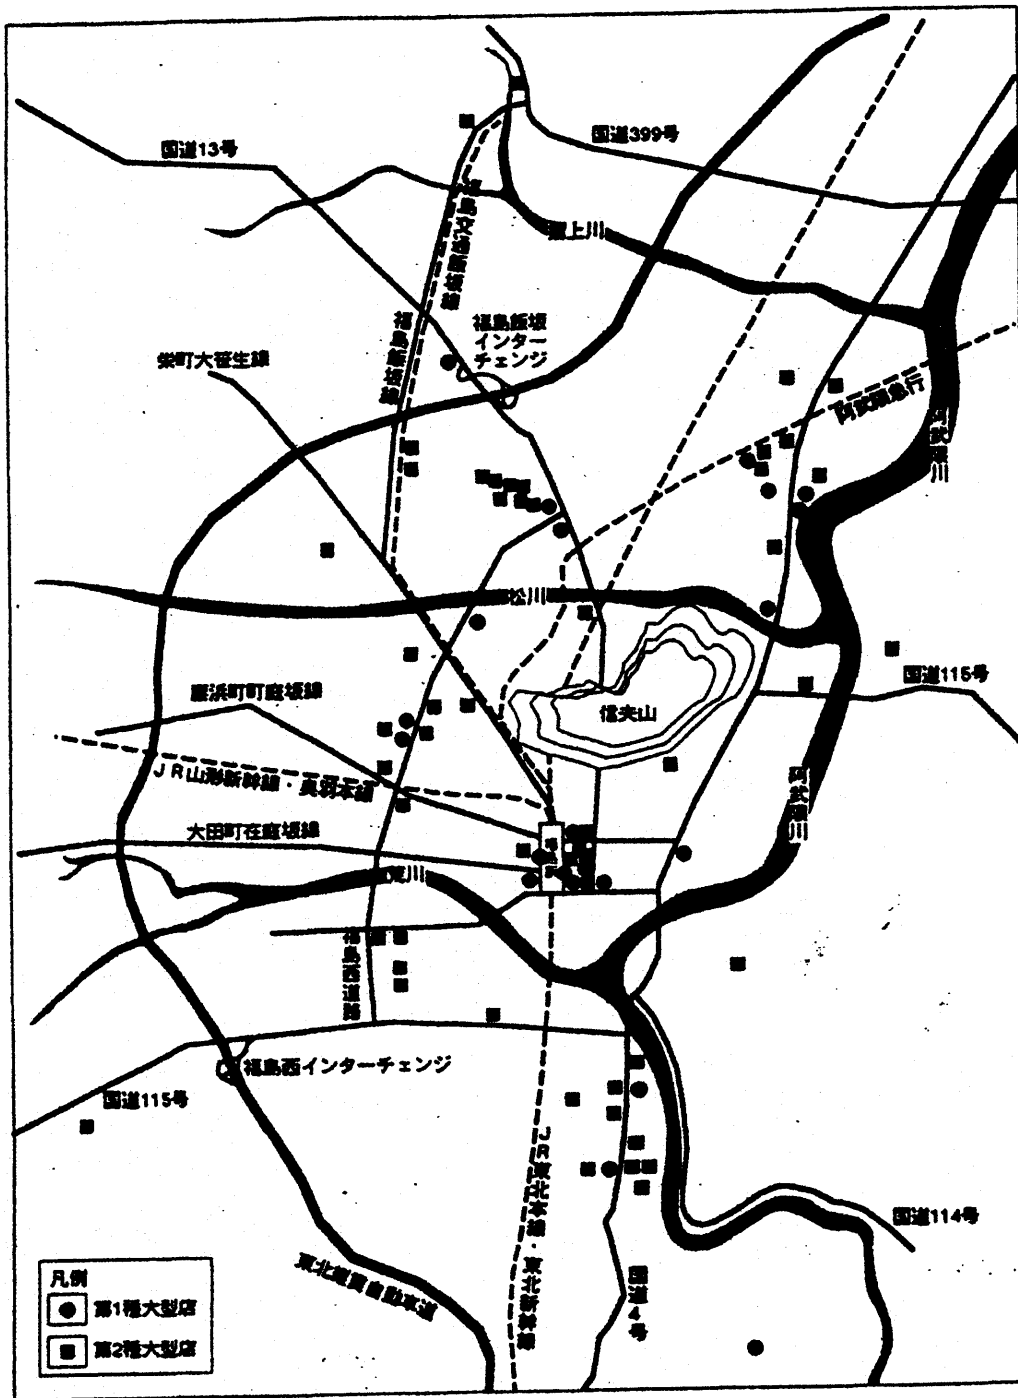 国道13号
国道399号
摺上川
福島交通飯坂線
福島飯坂
インター
チェンジ
福島飯坂線
栄町大笹生線
阿武隈急行
阿武隈川
松川
国道115号
信夫山
庭坂線
JR山形新幹線・奥羽本線
阿武隈川
大田町在庭坂線
荒川
福島西道路
福島西インターチェンジ
国道115号
JR東北本線・東北新幹線
国道114号
東北縦貫自動車道
国道4号
凡例
第1種大型店
第2種大型店